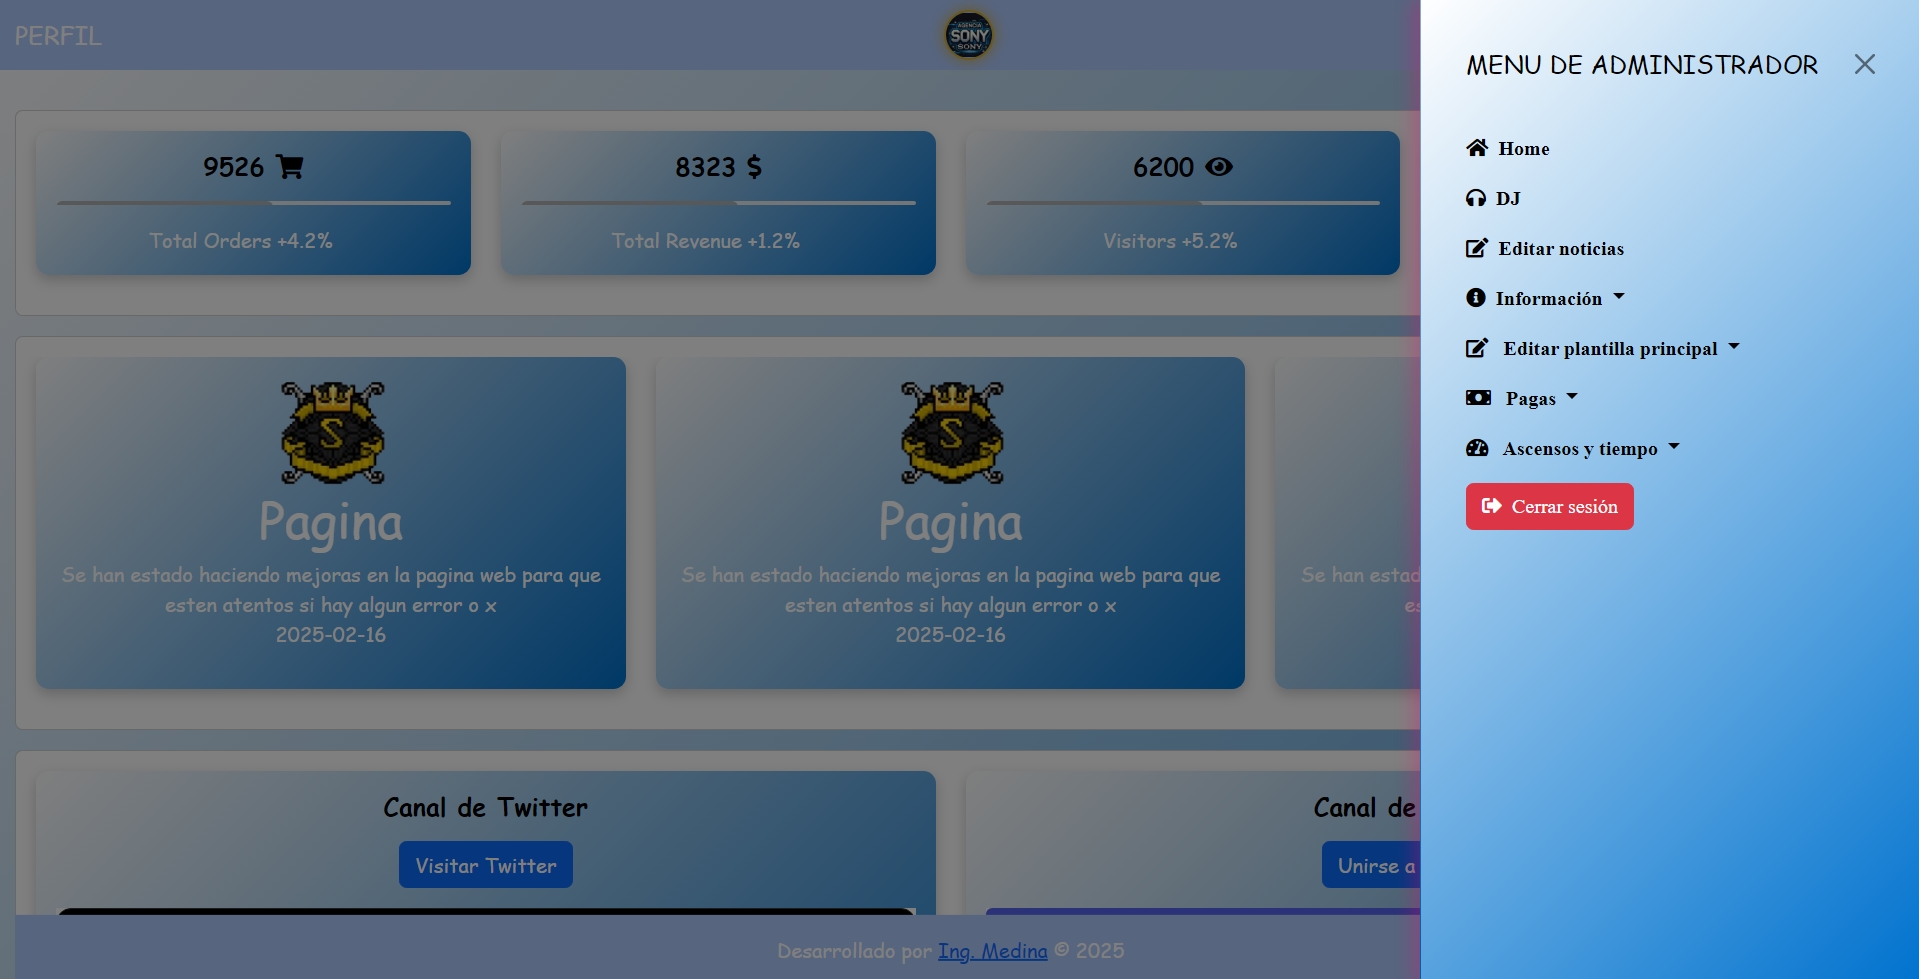 PERFIL
AGENCIA
SONY
SONY
MENU DE ADMINISTRADOR
Home
DJ
Editar noticias
Información
Editar plantilla principal
Pagas
Ascensos y tiempo
Cerrar sesión
9526
8323 $
6200
Total Orders +4.2%
Total Revenue +1.2%
Visitors +5.2%
S
Pagina
Se han estado haciendo mejoras en la pagina web para que
esten atentos si hay algun error o x
2025-02-16
S
Pagina
Se han estado haciendo mejoras en la pagina web para que
esten atentos si hay algun error o x
2025-02-16
Se han estad
es
Canal de Twitter
Visitar Twitter
Canal de
Unirse a
Desarrollado por Ing. Medina © 2025